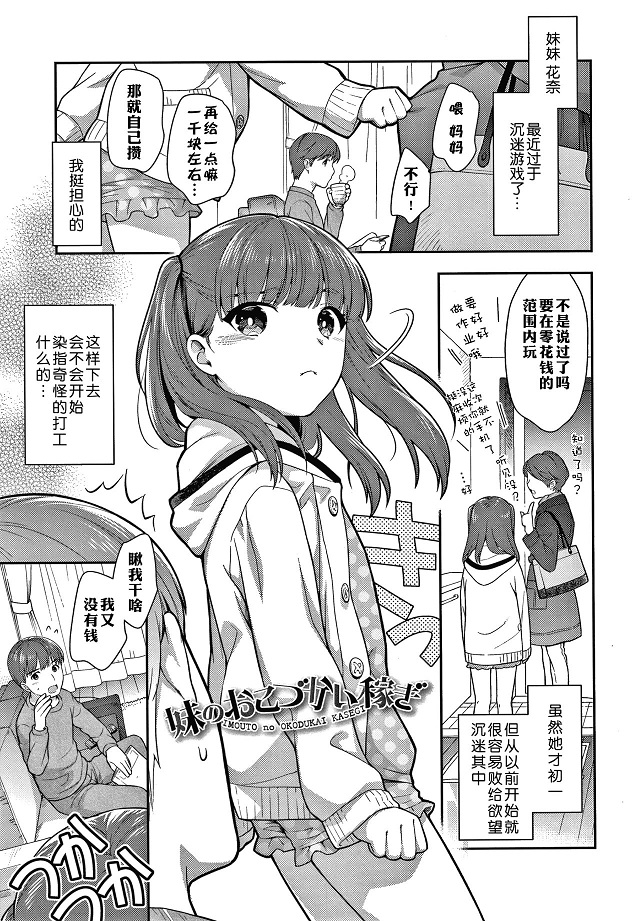 妹妹 花奈
最近过于
沉迷游戏了…
喂 妈妈
不行！
再给一点嘛
一千块左右…
那就自己攒
我挺担心的
不是说过了吗
要在零花钱的
范围内玩
要好好
做作业哦
知道了吗？
…好
虽然她才初一
但从以前开始就
很容易败给欲望
沉迷其中
这样下去
会不会开始
染指奇怪的打工
什么的…
きっ
瞅我干啥
我又
没有钱
妹のおこづかい稼ぎ
IMOUTO no OKODUKAI KASEGI
つか
つか